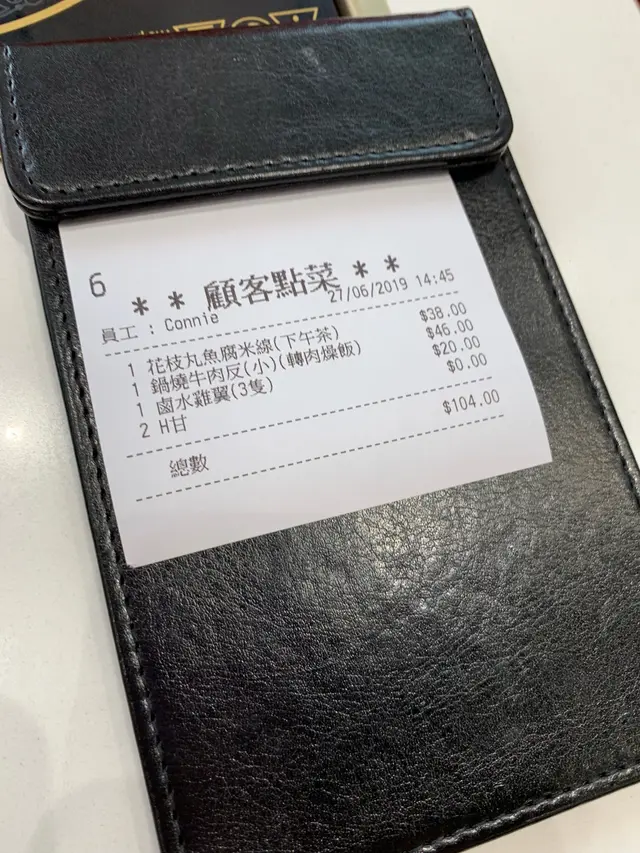 6
* * 顧客點菜 * *
員工 : Connie 27/06/2019 14:45
1 花枝丸魚腐米線(下午茶) $38.00
1 鍋燒牛肉反(小)(轉肉燥飯) $46.00
1 鹵水雞翼(3隻) $20.00
2 H甘 $0.00
總數 $104.00